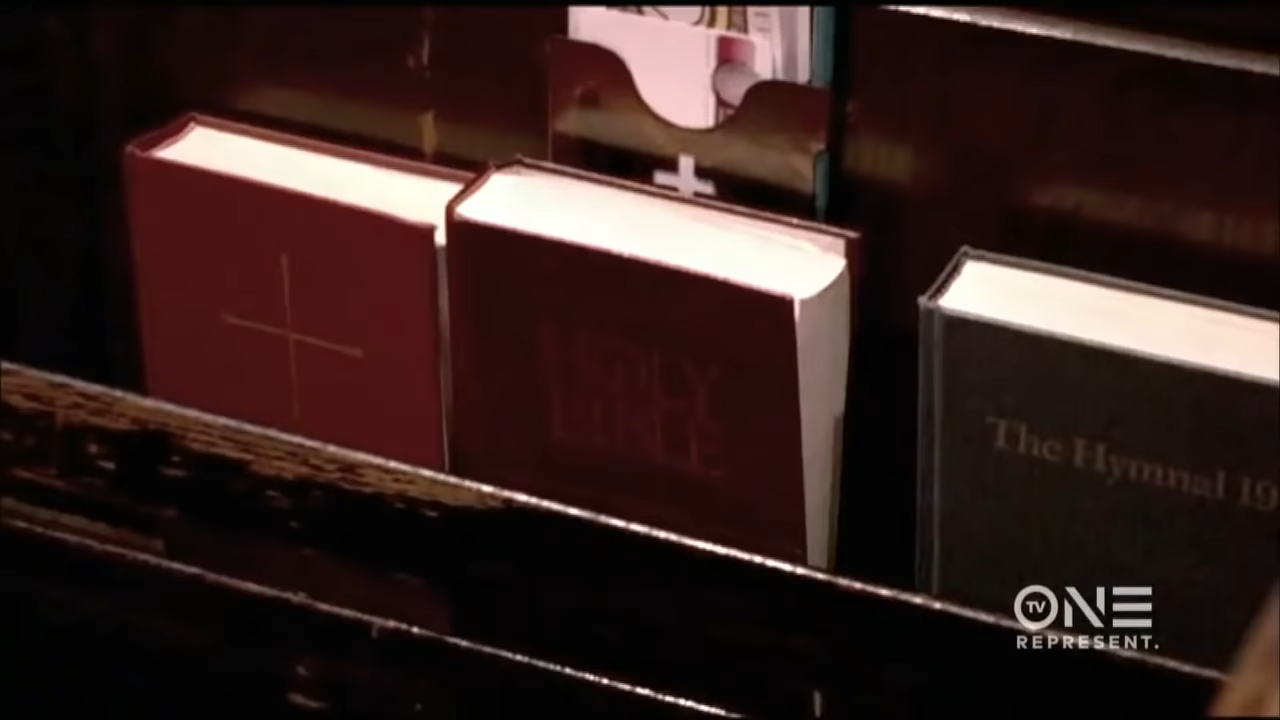 HOLY
BIBLE
The Hymnal 19
TV ONE
REPRESENT.